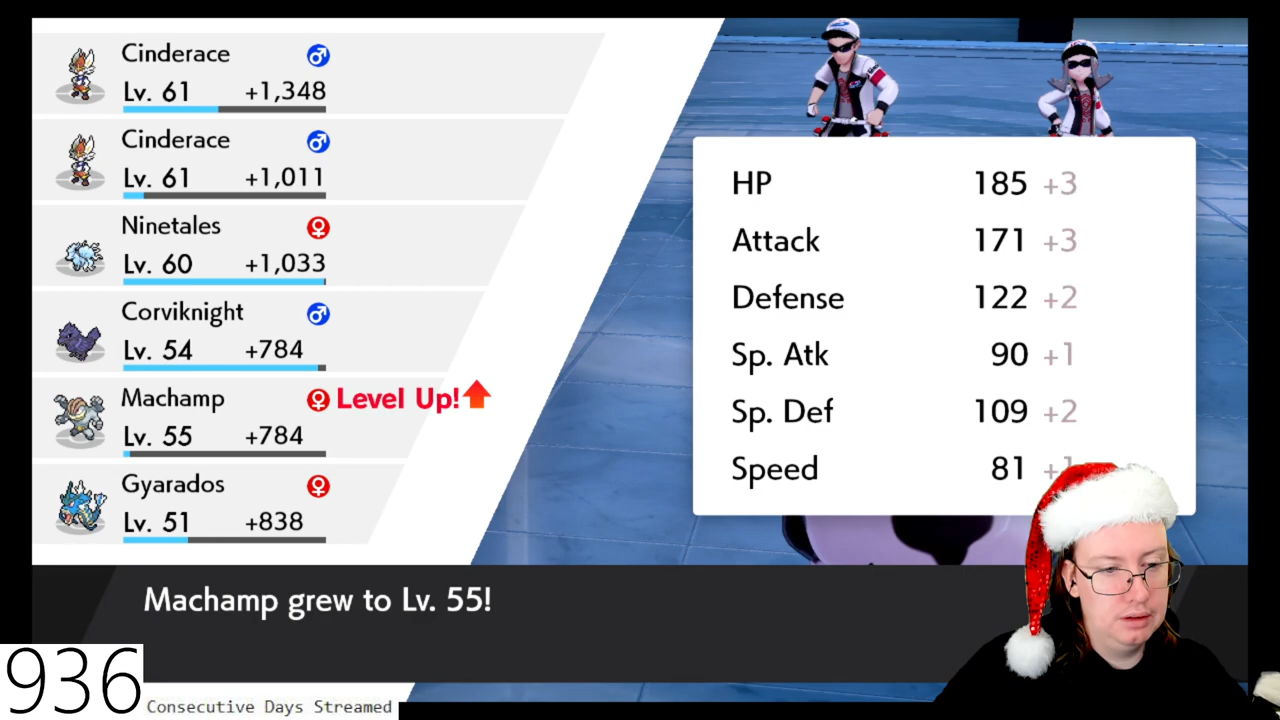 Cinderace ♂
Lv. 61 +1,348
Cinderace ♂
Lv. 61 +1,011
Ninetales ♀
Lv. 60 +1,033
Corviknight ♂
Lv. 54 +784
Machamp ♀ Level Up!
Lv. 55 +784
Gyarados ♀
Lv. 51 +838
HP 185 +3
Attack 171 +3
Defense 122 +2
Sp. Atk 90 +1
Sp. Def 109 +2
Speed 81 +1
Machamp grew to Lv. 55!
936
Consecutive Days Streamed